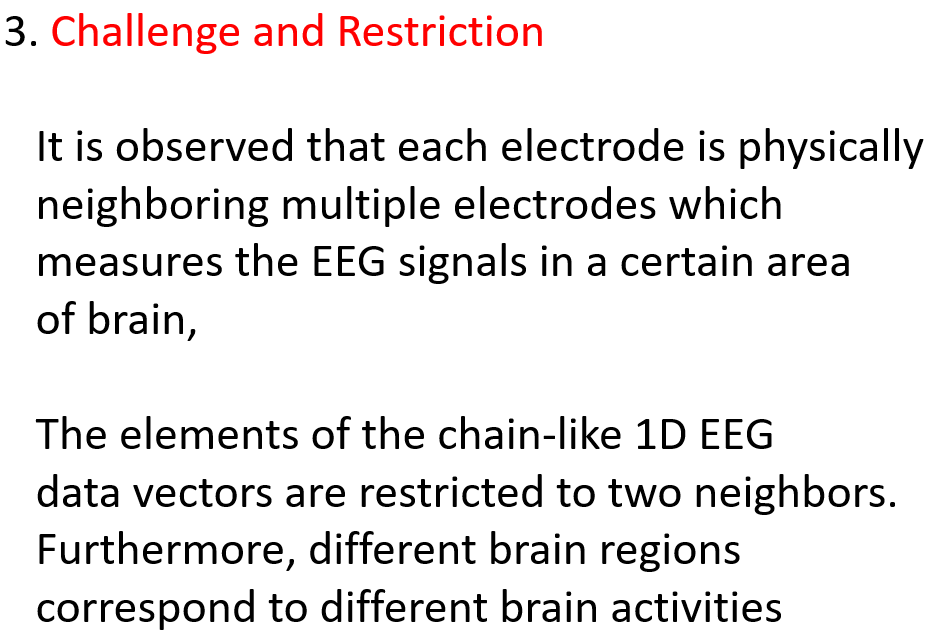 3. Challenge and Restriction
It is observed that each electrode is physically
neighboring multiple electrodes which
measures the EEG signals in a certain area
of brain,
The elements of the chain-like 1D EEG
data vectors are restricted to two neighbors.
Furthermore, different brain regions
correspond to different brain activities